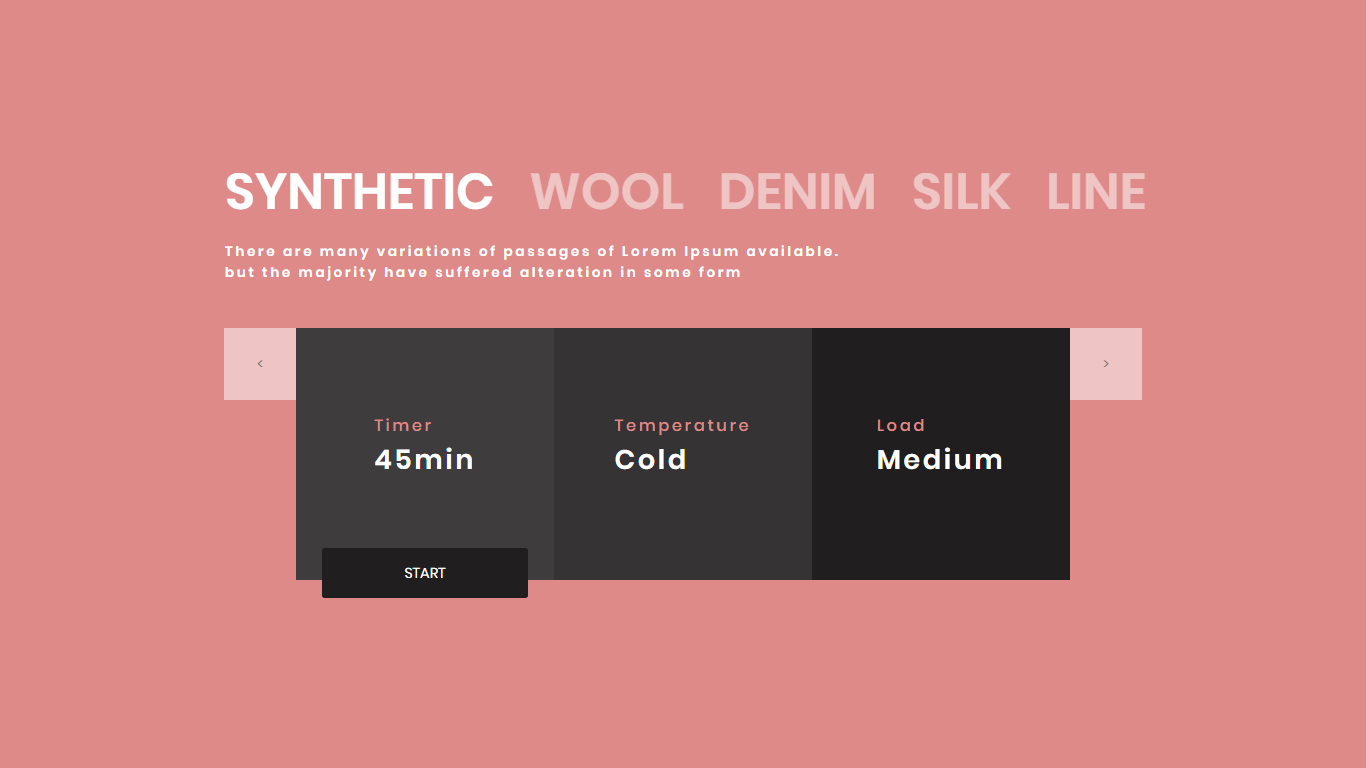 SYNTHETIC WOOL DENIM SILK LINE
There are many variations of passages of Lorem Ipsum available.
but the majority have suffered alteration in some form
< >
Timer Temperature Load
45min Cold Medium
START